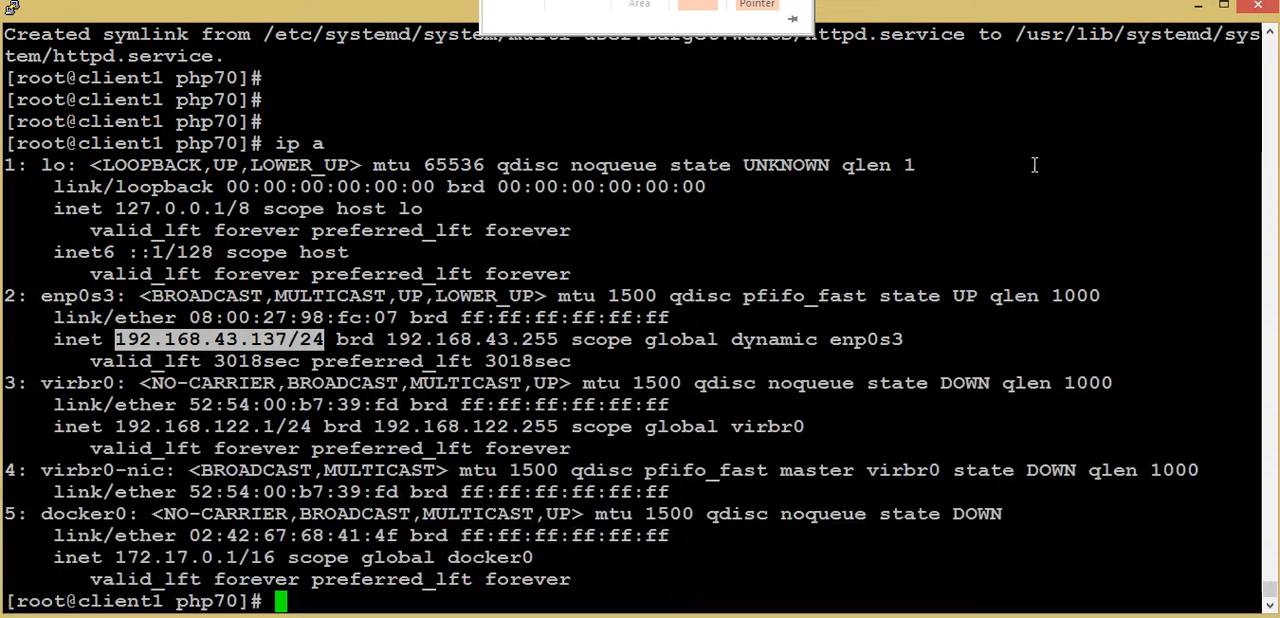 Area
Pointer
Created symlink from /etc/systemd/system/multi-user.target.wants/httpd.service to /usr/lib/systemd/sys
tem/httpd.service.
[root@client1 php70]#
[root@client1 php70]#
[root@client1 php70]#
[root@client1 php70]# ip a
1: lo: <LOOPBACK,UP,LOWER_UP> mtu 65536 qdisc noqueue state UNKNOWN qlen 1
link/loopback 00:00:00:00:00:00 brd 00:00:00:00:00:00
inet 127.0.0.1/8 scope host lo
valid_lft forever preferred_lft forever
inet6 ::1/128 scope host
valid_lft forever preferred_lft forever
2: enp0s3: <BROADCAST,MULTICAST,UP,LOWER_UP> mtu 1500 qdisc pfifo_fast state UP qlen 1000
link/ether 08:00:27:98:fc:07 brd ff:ff:ff:ff:ff:ff
inet 192.168.43.137/24 brd 192.168.43.255 scope global dynamic enp0s3
valid_lft 3018sec preferred_lft 3018sec
3: virbr0: <NO-CARRIER,BROADCAST,MULTICAST,UP> mtu 1500 qdisc noqueue state DOWN qlen 1000
link/ether 52:54:00:b7:39:fd brd ff:ff:ff:ff:ff:ff
inet 192.168.122.1/24 brd 192.168.122.255 scope global virbr0
valid_lft forever preferred_lft forever
4: virbr0-nic: <BROADCAST,MULTICAST> mtu 1500 qdisc pfifo_fast master virbr0 state DOWN qlen 1000
link/ether 52:54:00:b7:39:fd brd ff:ff:ff:ff:ff:ff
5: docker0: <NO-CARRIER,BROADCAST,MULTICAST,UP> mtu 1500 qdisc noqueue state DOWN
link/ether 02:42:67:68:41:4f brd ff:ff:ff:ff:ff:ff
inet 172.17.0.1/16 scope global docker0
valid_lft forever preferred_lft forever
[root@client1 php70]#